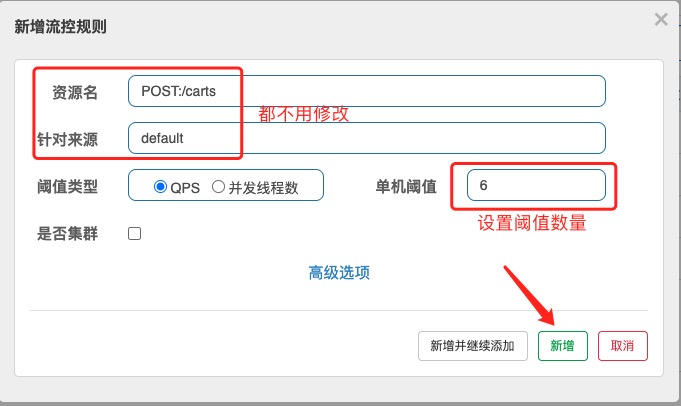 新增流控规则
×
资源名 POST:/carts
都不用修改
针对来源 default
阈值类型 QPS 并发线程数 单机阈值 6
设置阈值数量
是否集群
高级选项
新增并继续添加 新增 取消